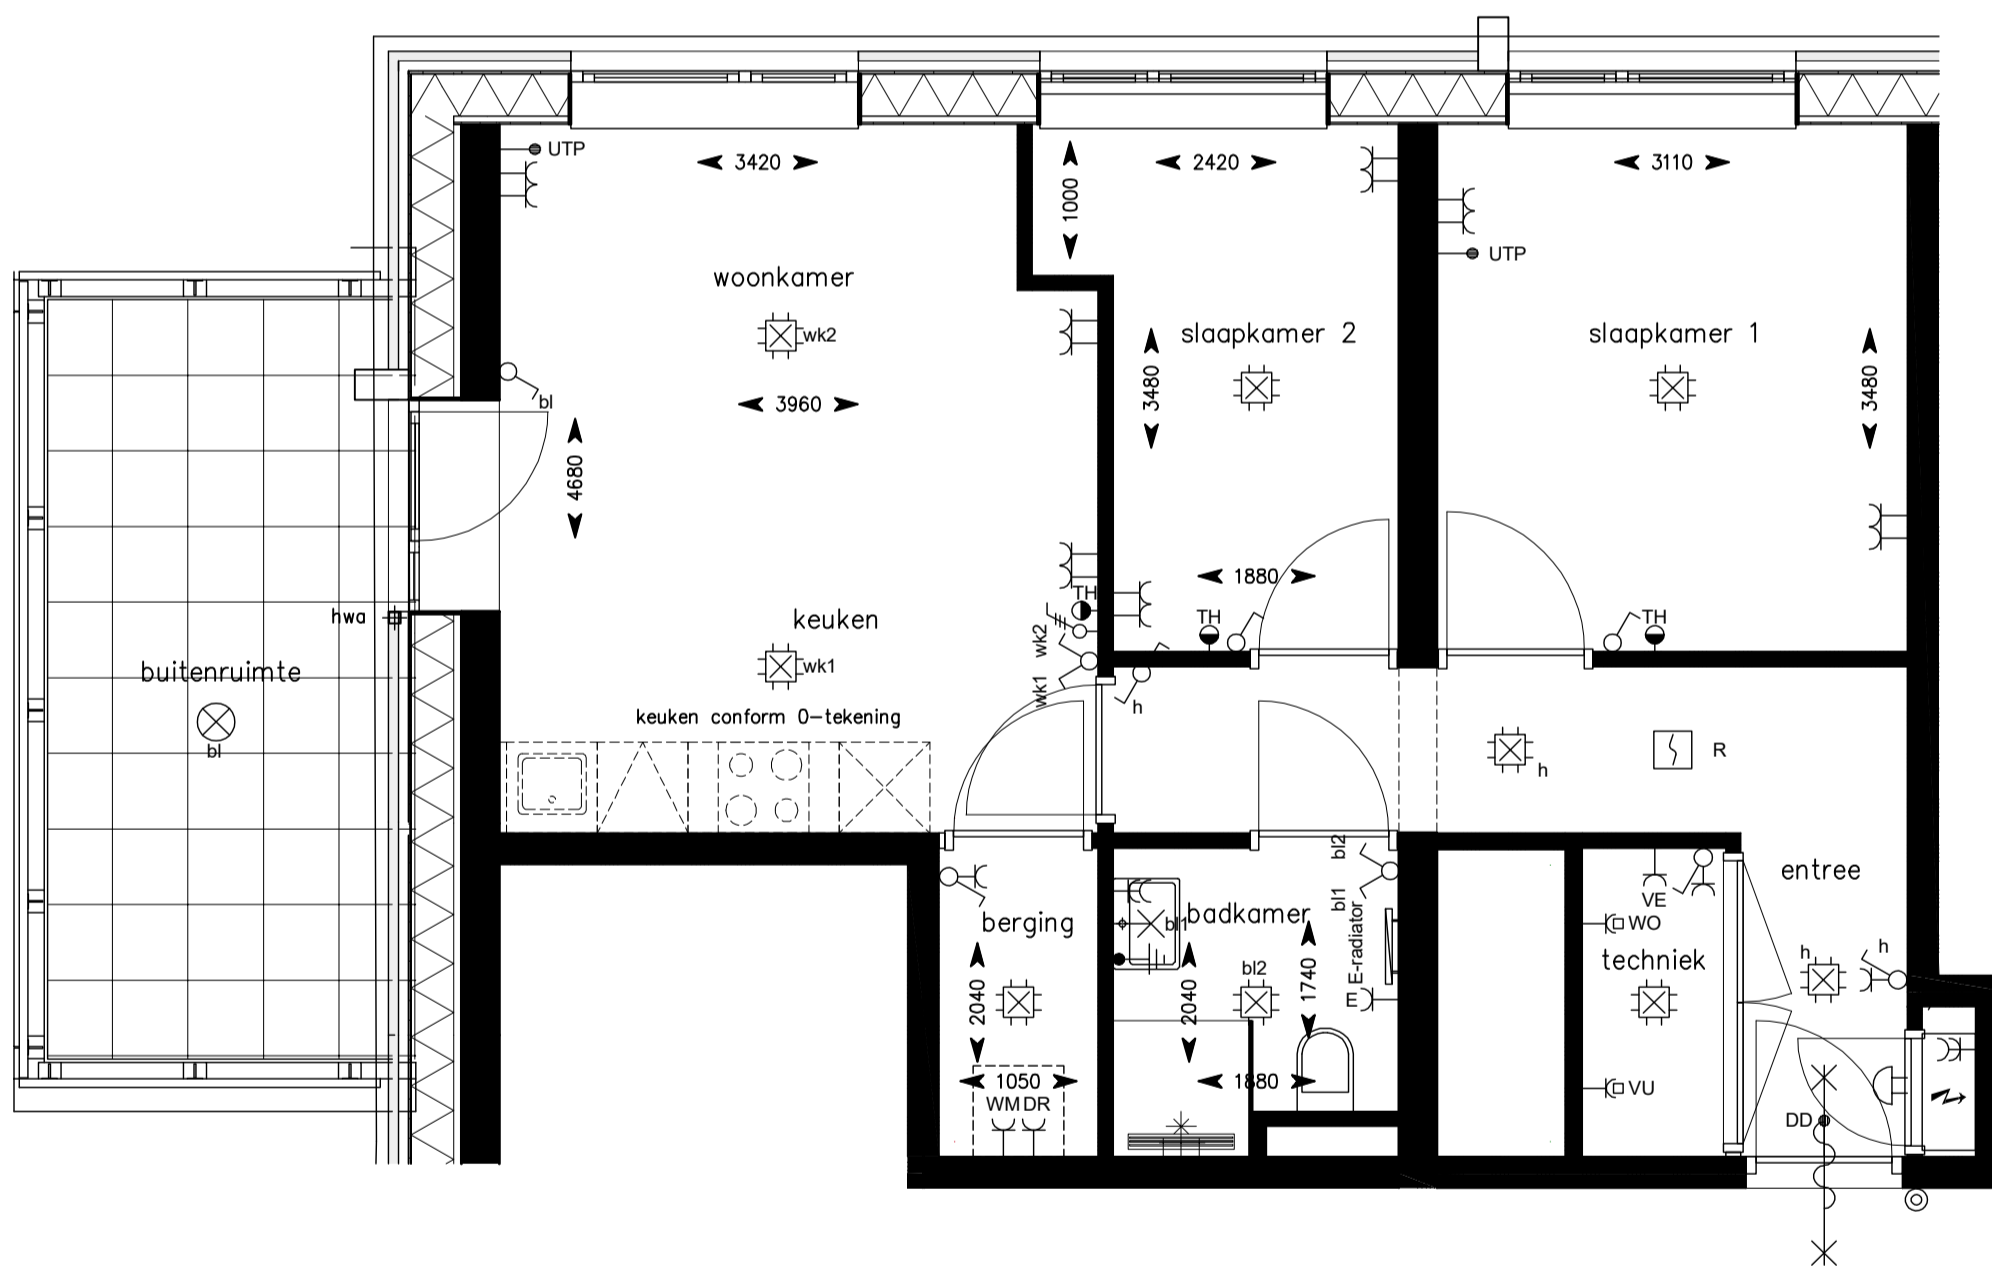 UTP
3420
1000
2420
3110
UTP
woonkamer
wk2
slaapkamer 2
slaapkamer 1
3480
3480
bl
3960
4680
1880
hwa
keuken
TH
wk2
TH
TH
buitenruimte
wk1
wk1
h
keuken conform 0-tekening
bl
h
R
bl2
bl1
entree
VE
berging
badkamer
bl1
WO
E-radiator
techniek
h
h
2040
2040
bl2
1740
E
1050
1880
WM DR
VU
DD